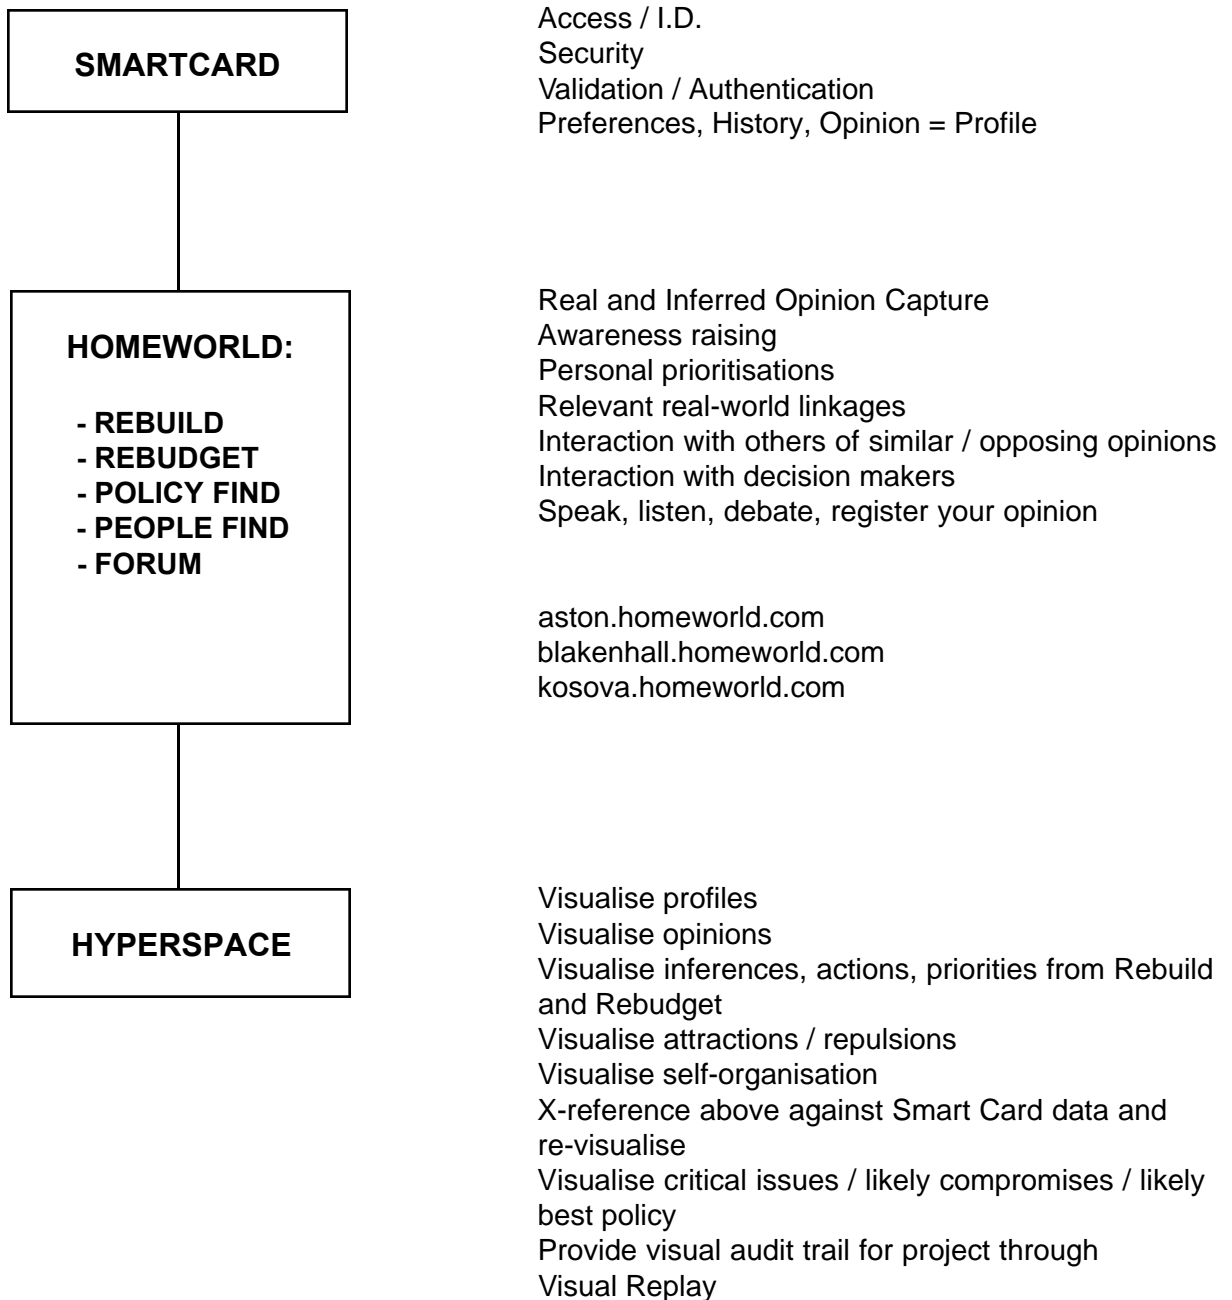 SMARTCARD
Access / I.D.
Security
Validation / Authentication
Preferences, History, Opinion = Profile
HOMEWORLD:
- REBUILD
- REBUDGET
- POLICY FIND
- PEOPLE FIND
- FORUM
Real and Inferred Opinion Capture
Awareness raising
Personal prioritisations
Relevant real-world linkages
Interaction with others of similar / opposing opinions
Interaction with decision makers
Speak, listen, debate, register your opinion
aston.homeworld.com
blakenhall.homeworld.com
kosova.homeworld.com
HYPERSPACE
Visualise profiles
Visualise opinions
Visualise inferences, actions, priorities from Rebuild
and Rebudget
Visualise attractions / repulsions
Visualise self-organisation
X-reference above against Smart Card data and
re-visualise
Visualise critical issues / likely compromises / likely
best policy
Provide visual audit trail for project through
Visual Replay